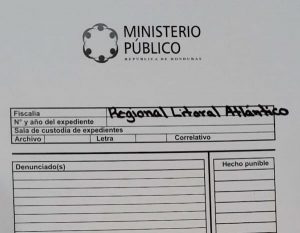 MINISTERIO
PÚBLICO
REPÚBLICA DE HONDURAS
Fiscalia Regional Litoral Atlántico
N° y año del expediente
Sala de custodia de expedientes
Archivo Letra Correlativo
Denunciado(s) Hecho punible